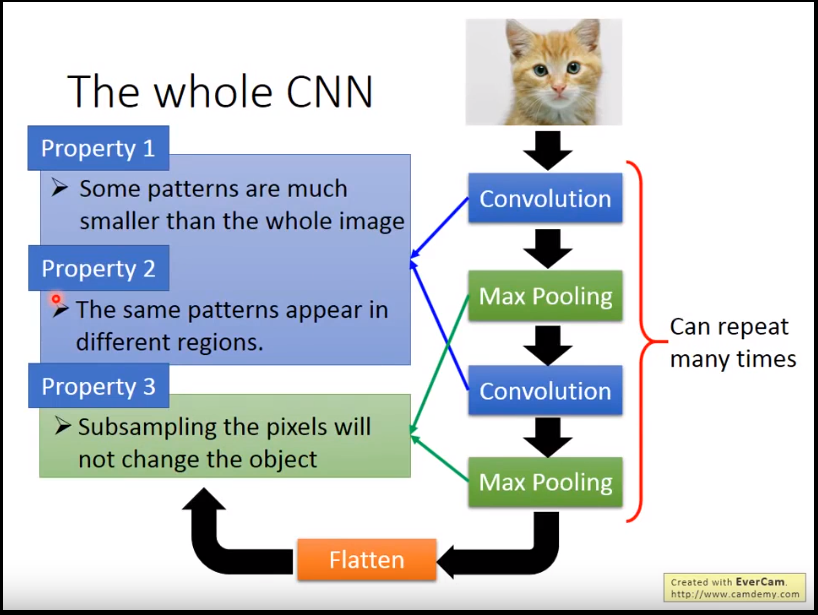 The whole CNN
Property 1
➢ Some patterns are much
smaller than the whole image
Property 2
➢ The same patterns appear in
different regions.
Property 3
➢ Subsampling the pixels will
not change the object
Convolution
Max Pooling
Convolution
Max Pooling
Can repeat
many times
Flatten
Created with EverCam.
http://www.camdemy.com